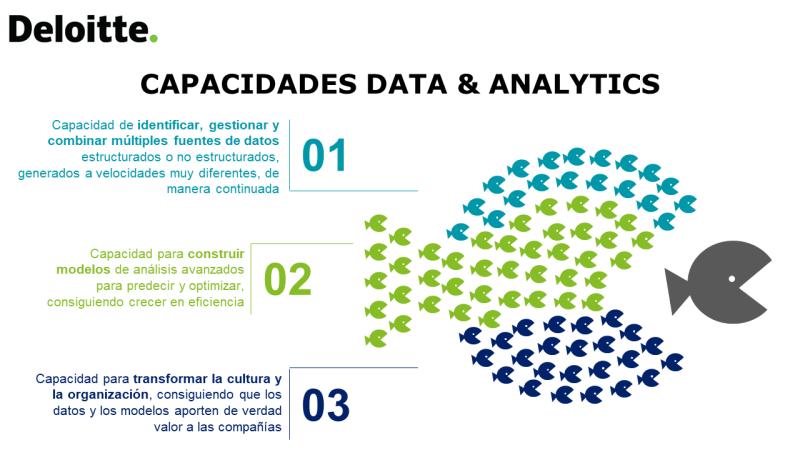 Deloitte.
CAPACIDADES DATA & ANALYTICS
Capacidad de identificar, gestionar y
combinar múltiples fuentes de datos
estructurados o no estructurados,
generados a velocidades muy diferentes, de
manera continuada
01
Capacidad para construir
modelos de análisis avanzados
para predecir y optimizar,
consiguiendo crecer en eficiencia
02
Capacidad para transformar la cultura y
la organización, consiguiendo que los
datos y los modelos aporten de verdad
valor a las compañías
03